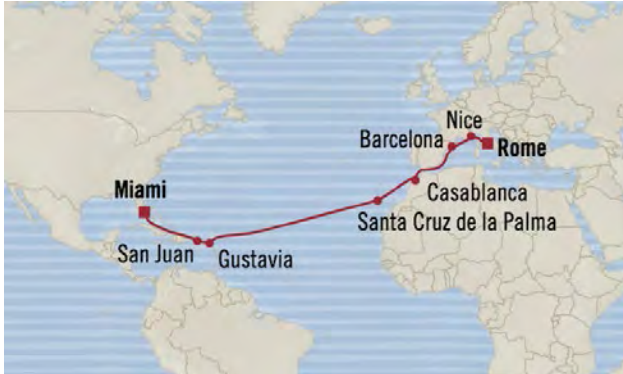 Nice
Barcelona
Rome
Miami
Casablanca
Santa Cruz de la Palma
San Juan
Gustavia